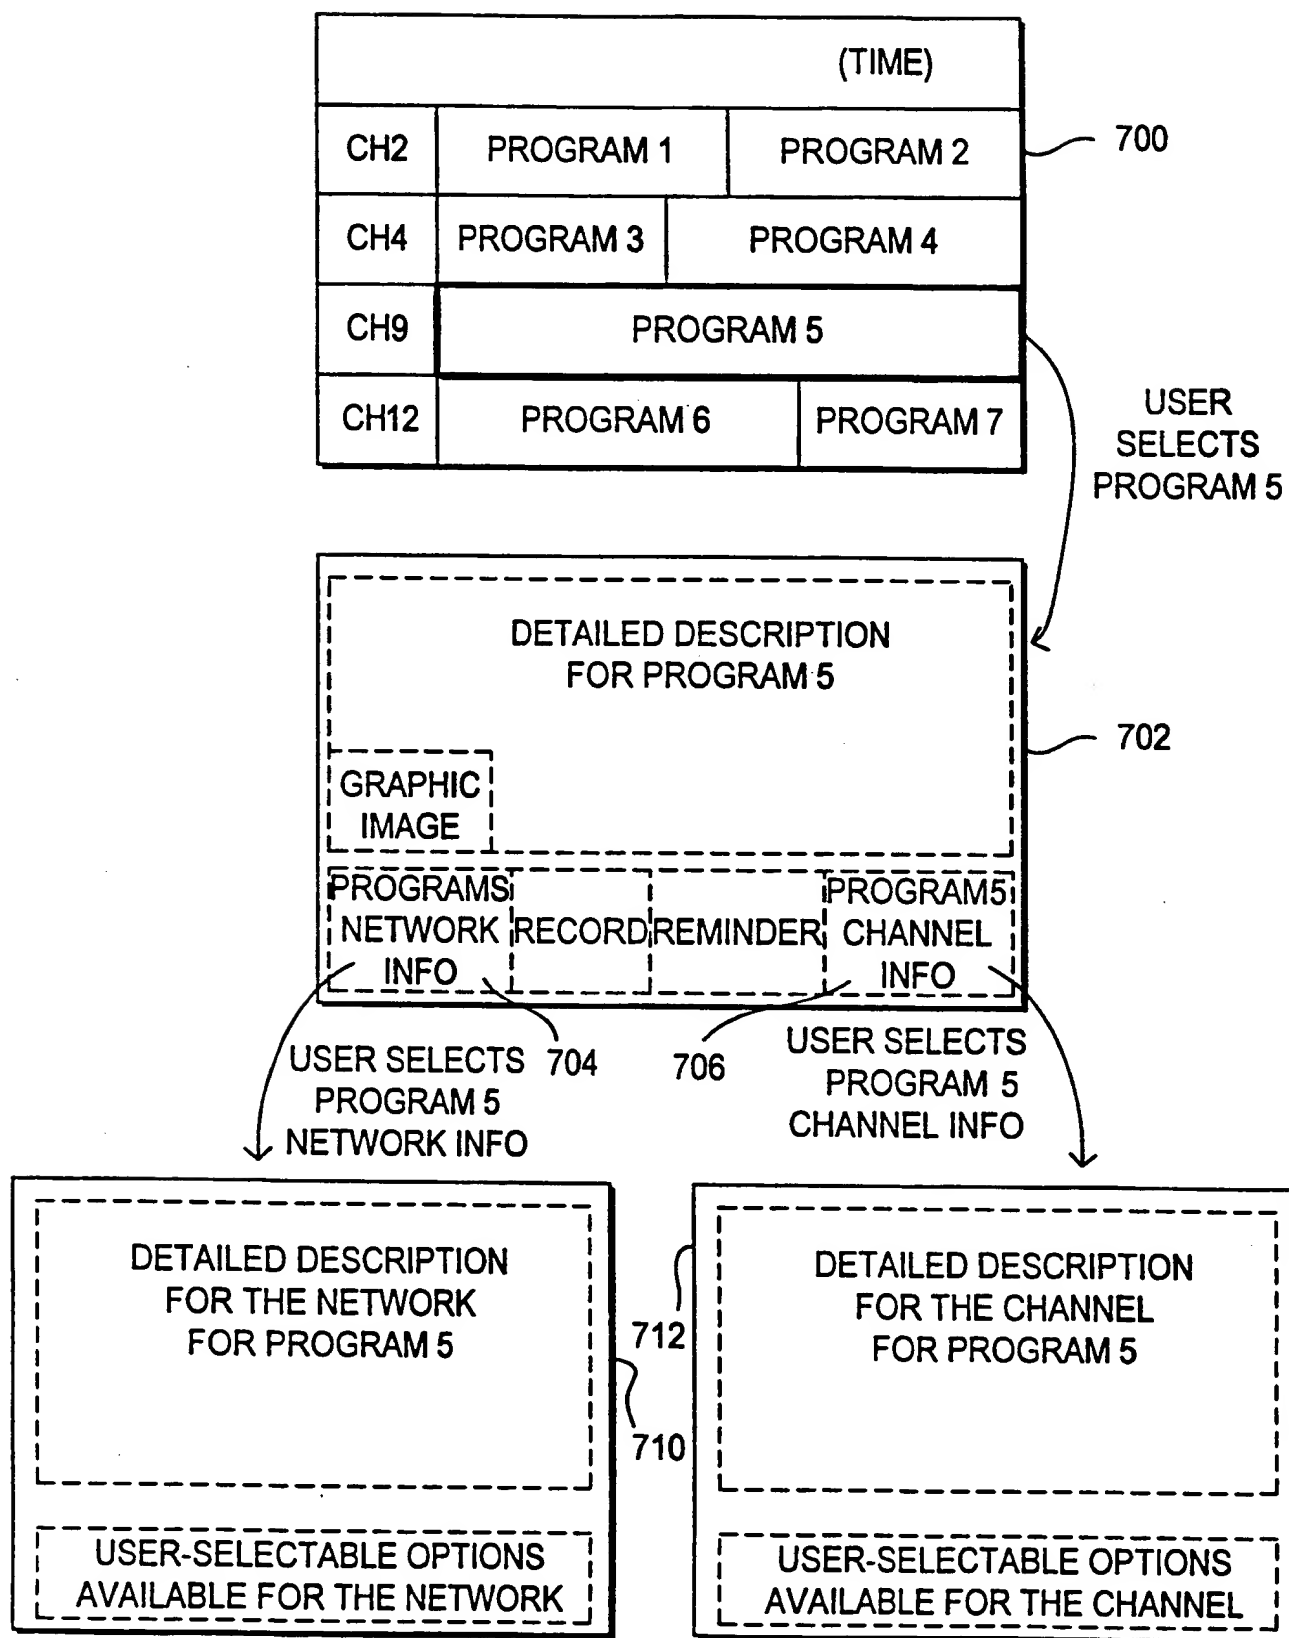 (TIME)
CH2 PROGRAM 1 PROGRAM 2
700
CH4 PROGRAM 3 PROGRAM 4
CH9 PROGRAM 5
CH12 PROGRAM 6 PROGRAM 7
USER
SELECTS
PROGRAM 5
DETAILED DESCRIPTION
FOR PROGRAM 5
702
GRAPHIC
IMAGE
PROGRAMS
NETWORK
INFO
RECORD
REMINDER
PROGRAM5
CHANNEL
INFO
704
706
USER SELECTS
PROGRAM 5
NETWORK INFO
USER SELECTS
PROGRAM 5
CHANNEL INFO
DETAILED DESCRIPTION
FOR THE NETWORK
FOR PROGRAM 5
710
USER-SELECTABLE OPTIONS
AVAILABLE FOR THE NETWORK
712
DETAILED DESCRIPTION
FOR THE CHANNEL
FOR PROGRAM 5
USER-SELECTABLE OPTIONS
AVAILABLE FOR THE CHANNEL